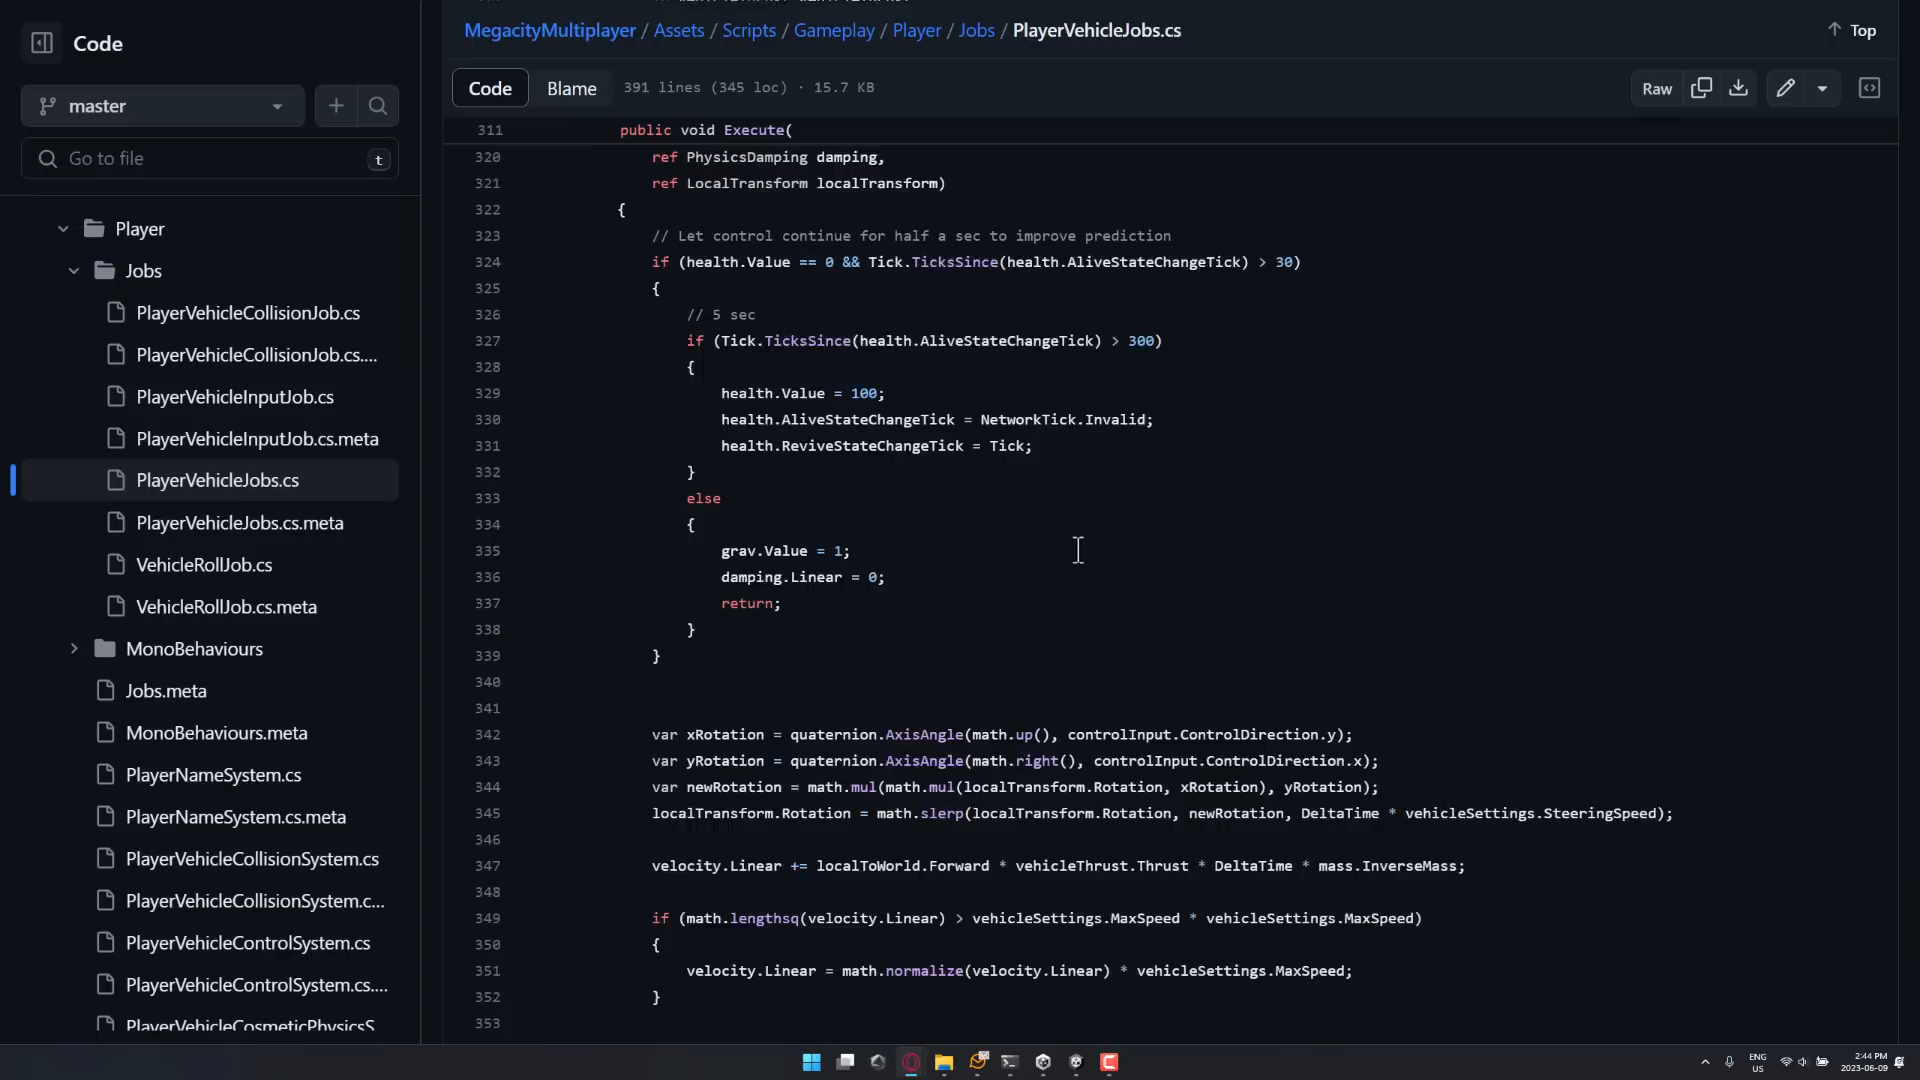 Code
master
Go to file
t
Player
Jobs
PlayerVehicleCollisionJob.cs
PlayerVehicleCollisionJob.cs....
PlayerVehicleInputJob.cs
PlayerVehicleInputJob.cs.meta
PlayerVehicleJobs.cs
PlayerVehicleJobs.cs.meta
VehicleRollJob.cs
VehicleRollJob.cs.meta
MonoBehaviours
Jobs.meta
MonoBehaviours.meta
PlayerNameSystem.cs
PlayerNameSystem.cs.meta
PlayerVehicleCollisionSystem.cs
PlayerVehicleCollisionSystem.c...
PlayerVehicleControlSystem.cs
PlayerVehicleControlSystem.cs....
PlayerVehicleCosmeticPhysicsS
MegacityMultiplayer / Assets / Scripts / Gameplay / Player / Jobs / PlayerVehicleJobs.cs
Top
Code Blame 391 lines (345 loc) · 15.7 KB
Raw
311 public void Execute(
320 ref PhysicsDamping damping,
321 ref LocalTransform localTransform)
322 {
323 // Let control continue for half a sec to improve prediction
324 if (health.Value == 0 && Tick.TicksSince(health.AliveStateChangeTick) > 30)
325 {
326 // 5 sec
327 if (Tick.TicksSince(health.AliveStateChangeTick) > 300)
328 {
329 health.Value = 100;
330 health.AliveStateChangeTick = NetworkTick.Invalid;
331 health.ReviveStateChangeTick = Tick;
332 }
333 else
334 {
335 grav.Value = 1;
336 damping.Linear = 0;
337 return;
338 }
339 }
340
341
342 var xRotation = quaternion.AxisAngle(math.up(), controlInput.ControlDirection.y);
343 var yRotation = quaternion.AxisAngle(math.right(), controlInput.ControlDirection.x);
344 var newRotation = math.mul(math.mul(localTransform.Rotation, xRotation), yRotation);
345 localTransform.Rotation = math.slerp(localTransform.Rotation, newRotation, DeltaTime * vehicleSettings.SteeringSpeed);
346
347 velocity.Linear += localToWorld.Forward * vehicleThrust.Thrust * DeltaTime * mass.InverseMass;
348
349 if (math.lengthsq(velocity.Linear) > vehicleSettings.MaxSpeed * vehicleSettings.MaxSpeed)
350 {
351 velocity.Linear = math.normalize(velocity.Linear) * vehicleSettings.MaxSpeed;
352 }
353
ENG
US
2:44 PM
2023-06-09